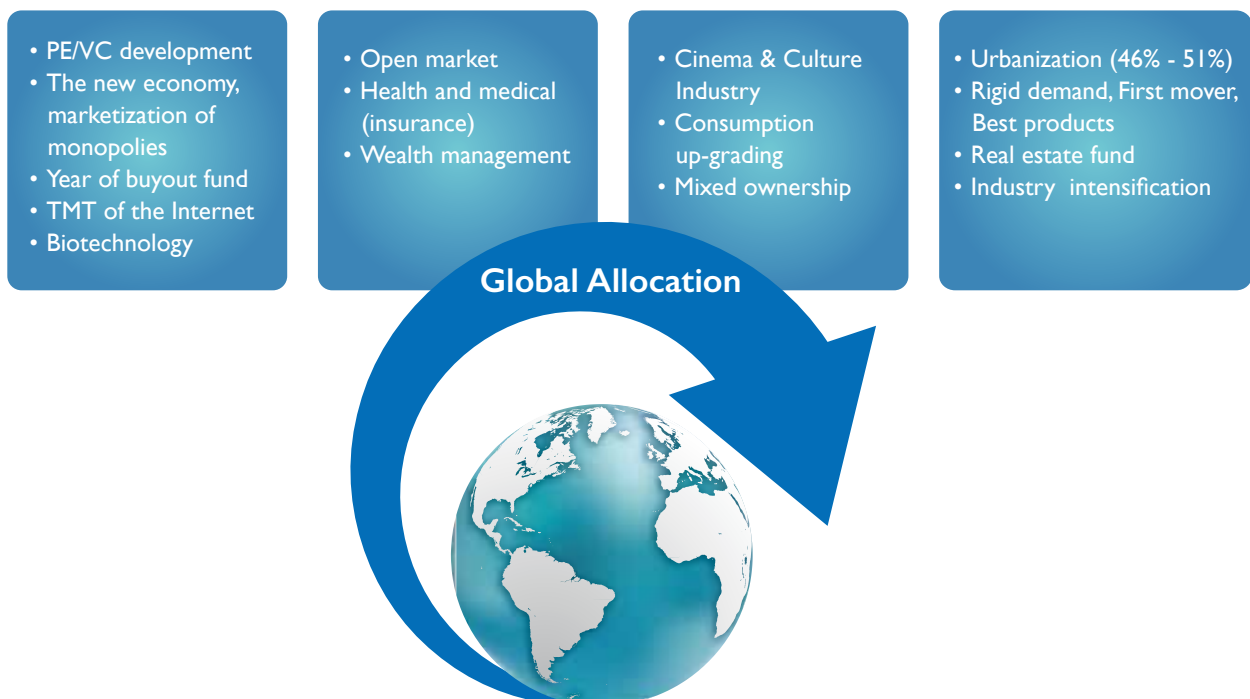 • PE/VC development
• The new economy,
marketization of
monopolies
• Year of buyout fund
• TMT of the Internet
• Biotechnology
• Open market
• Health and medical
(insurance)
• Wealth management
• Cinema & Culture
Industry
• Consumption
up-grading
• Mixed ownership
• Urbanization (46% - 51%)
• Rigid demand, First mover,
Best products
• Real estate fund
• Industry intensification
Global Allocation